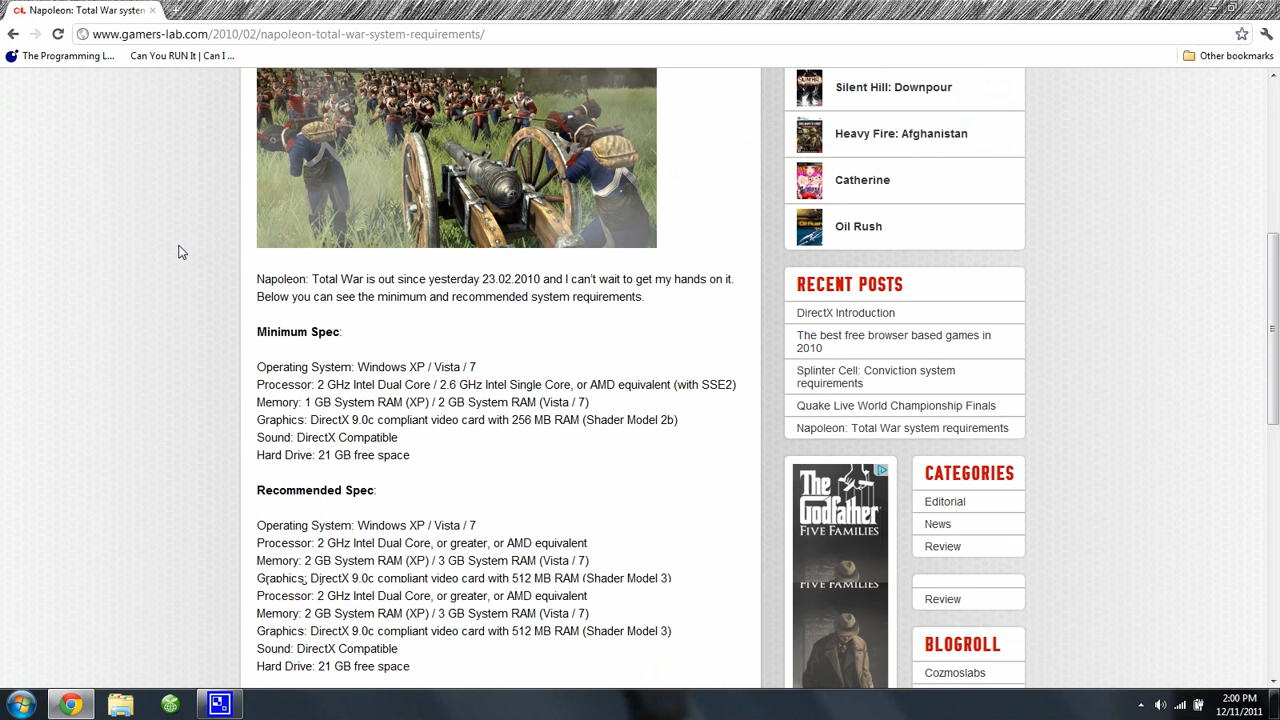 GL Napoleon: Total War system
www.gamers-lab.com/2010/02/napoleon-total-war-system-requirements/
The Programming L...
Can You RUN It | Can I ...
Other bookmarks
Napoleon: Total War is out since yesterday 23.02.2010 and I can't wait to get my hands on it.
Below you can see the minimum and recommended system requirements.
Minimum Spec:
Operating System: Windows XP / Vista / 7
Processor: 2 GHz Intel Dual Core / 2.6 GHz Intel Single Core, or AMD equivalent (with SSE2)
Memory: 1 GB System RAM (XP) / 2 GB System RAM (Vista / 7)
Graphics: DirectX 9.0c compliant video card with 256 MB RAM (Shader Model 2b)
Sound: DirectX Compatible
Hard Drive: 21 GB free space
Recommended Spec:
Operating System: Windows XP / Vista / 7
Processor: 2 GHz Intel Dual Core, or greater, or AMD equivalent
Memory: 2 GB System RAM (XP) / 3 GB System RAM (Vista / 7)
Graphics: DirectX 9.0c compliant video card with 512 MB RAM (Shader Model 3)
Processor: 2 GHz Intel Dual Core, or greater, or AMD equivalent
Memory: 2 GB System RAM (XP) / 3 GB System RAM (Vista / 7)
Graphics: DirectX 9.0c compliant video card with 512 MB RAM (Shader Model 3)
Sound: DirectX Compatible
Hard Drive: 21 GB free space
Silent Hill: Downpour
Heavy Fire: Afghanistan
Catherine
Oil Rush
RECENT POSTS
DirectX Introduction
The best free browser based games in
2010
Splinter Cell: Conviction system
requirements
Quake Live World Championship Finals
Napoleon: Total War system requirements
The
Godfather
FIVE FAMILIES
FIVE FAMILIES
CATEGORIES
Editorial
News
Review
Review
BLOGROLL
Cozmoslabs
2:00 PM
12/11/2011